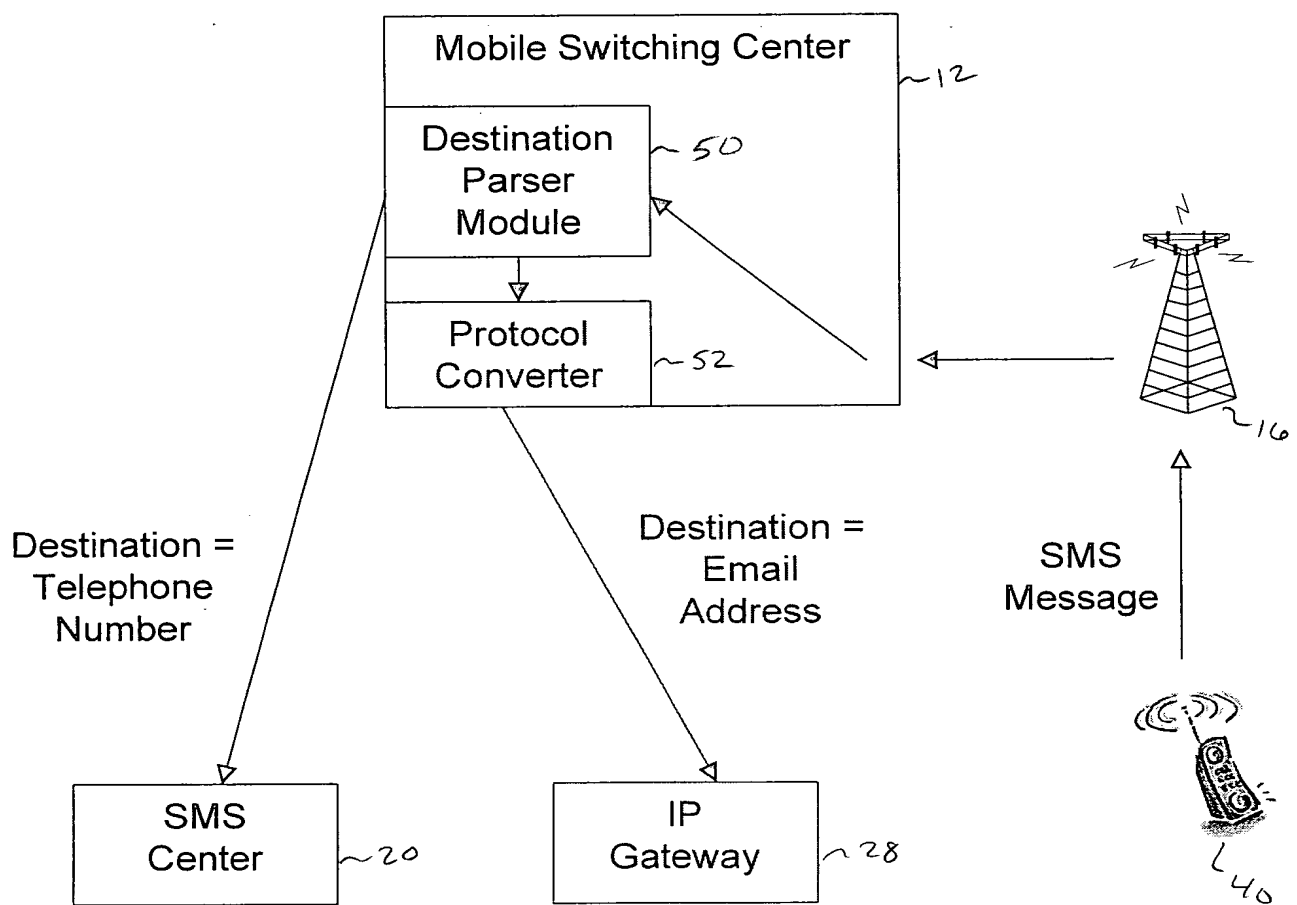 Mobile Switching Center
12
Destination
Parser
Module
50
Protocol
Converter
52
16
Destination =
Telephone
Number
Destination =
Email
Address
SMS
Message
SMS
Center
20
IP
Gateway
28
40